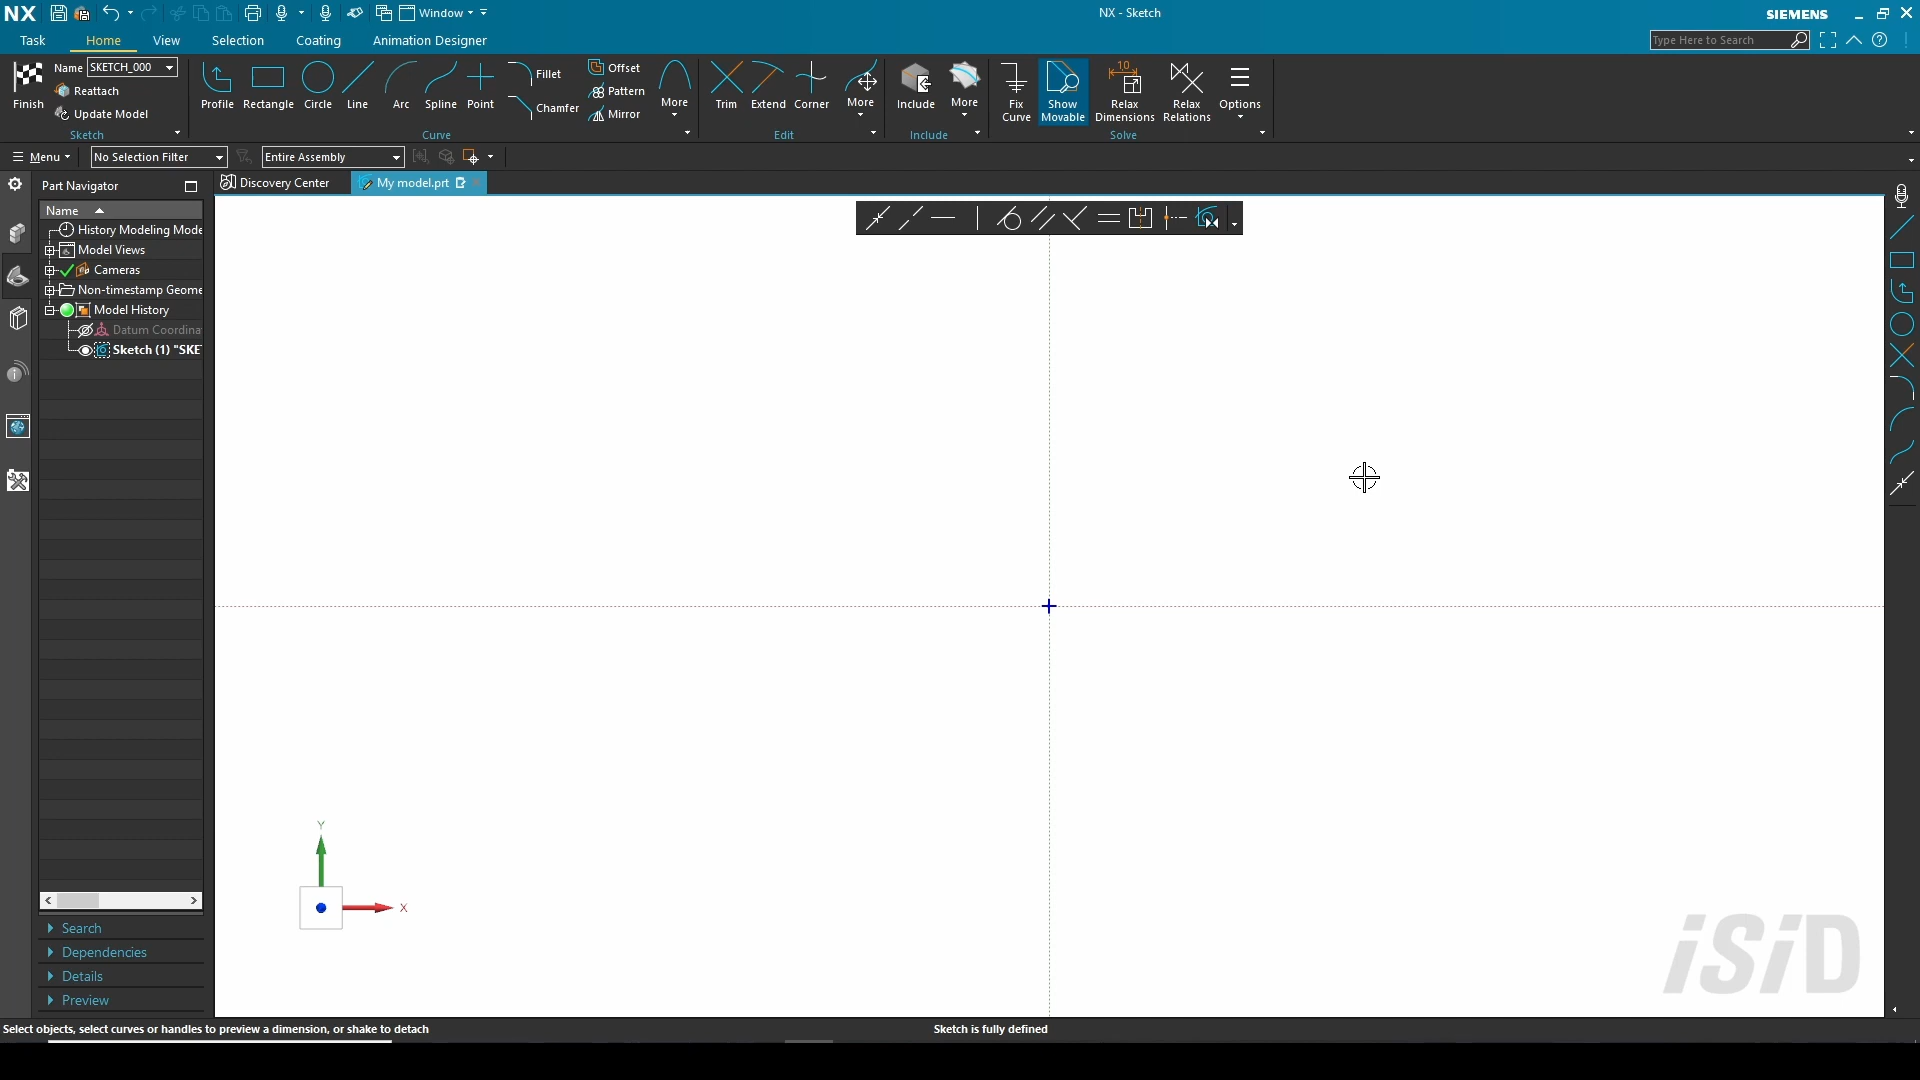 NX
Window
NX - Sketch
SIEMENS
Task
Home
View
Selection
Coating
Animation Designer
Type Here to Search
Finish
Name
SKETCH_000
Reattach
Update Model
Sketch
Profile
Rectangle
Circle
Line
Arc
Spline
Point
Fillet
Chamfer
Offset
Pattern
Mirror
More
Curve
Trim
Extend
Corner
More
Edit
Include
More
Include
Fix
Curve
Show
Movable
1.0
Relax
Dimensions
Relax
Relations
Options
Solve
Menu
No Selection Filter
Entire Assembly
Part Navigator
Discovery Center
My model.prt
Name
History Modeling Mode
Model Views
Cameras
Non-timestamp Geome
Model History
Datum Coordina
Sketch (1) "SKE
Y
X
Search
Dependencies
Details
Preview
iSiD
Select objects, select curves or handles to preview a dimension, or shake to detach
Sketch is fully defined